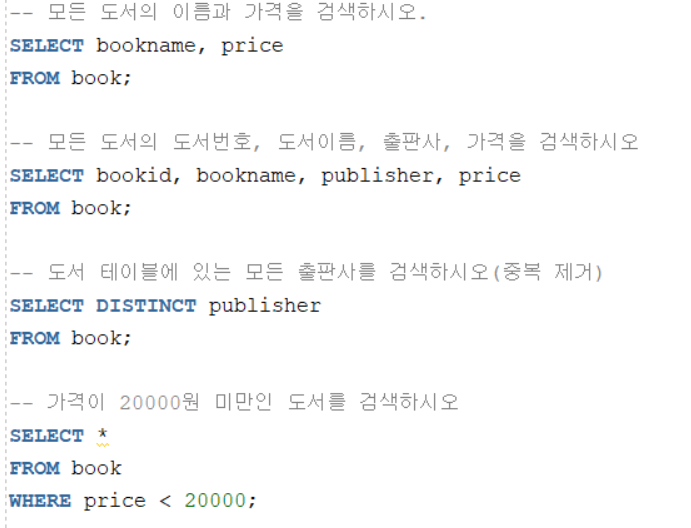 -- 모든 도서의 이름과 가격을 검색하시오.
SELECT bookname, price
FROM book;
-- 모든 도서의 도서번호, 도서이름, 출판사, 가격을 검색하시오
SELECT bookid, bookname, publisher, price
FROM book;
-- 도서 테이블에 있는 모든 출판사를 검색하시오(중복 제거)
SELECT DISTINCT publisher
FROM book;
-- 가격이 20000원 미만인 도서를 검색하시오
SELECT *
FROM book
WHERE price < 20000;